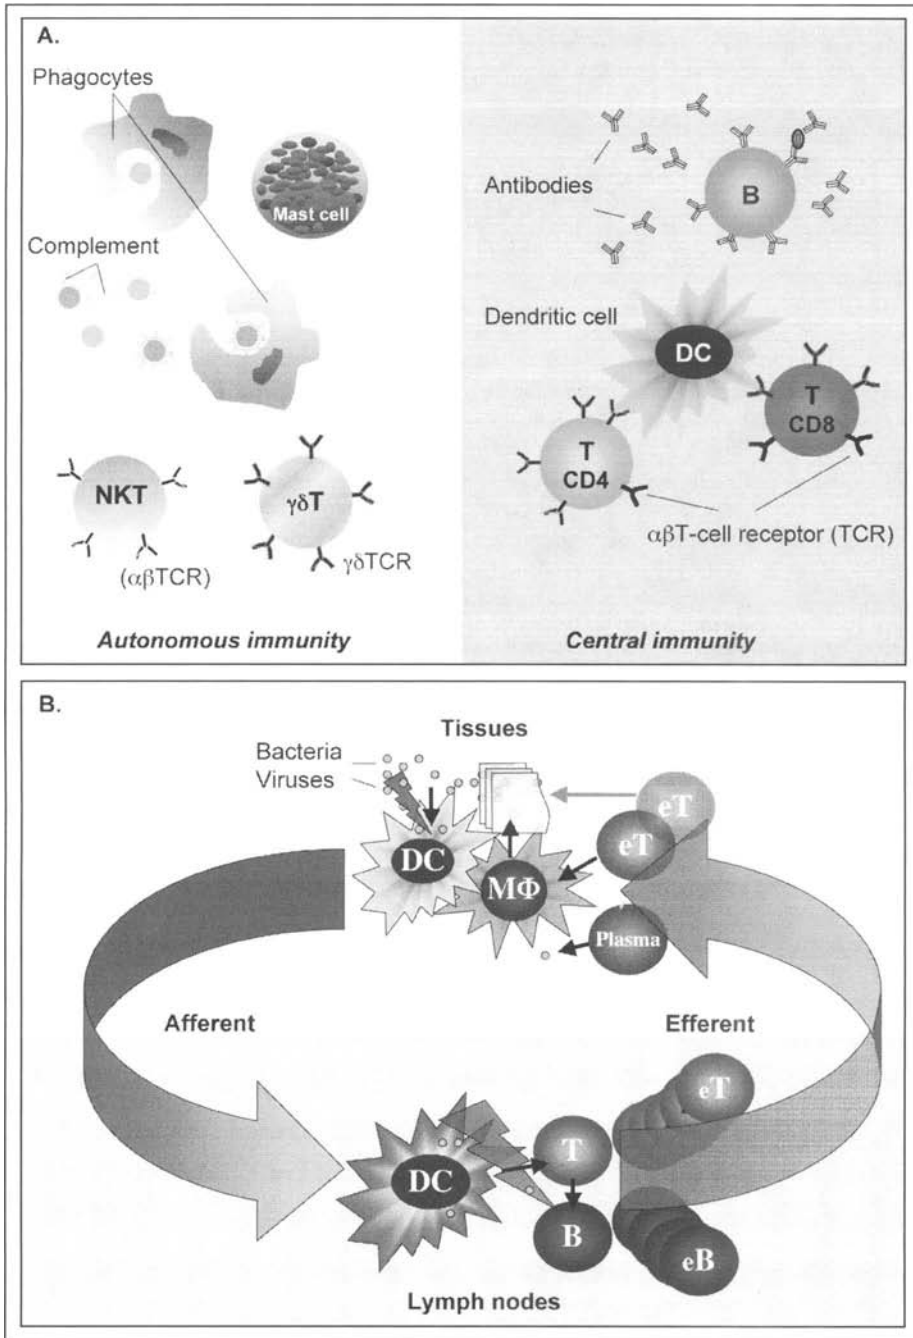 A.
Phagocytes
Mast cell
Complement
NKT
γδT
(αβTCR)
γδTCR
Autonomous immunity
Antibodies
B
Dendritic cell
DC
T
CD8
T
CD4
αβT-cell receptor (TCR)
Central immunity
B.
Tissues
Bacteria
Viruses
eT
eT
DC
MΦ
Plasma
Afferent
Efferent
eT
DC
T
B
eB
Lymph nodes